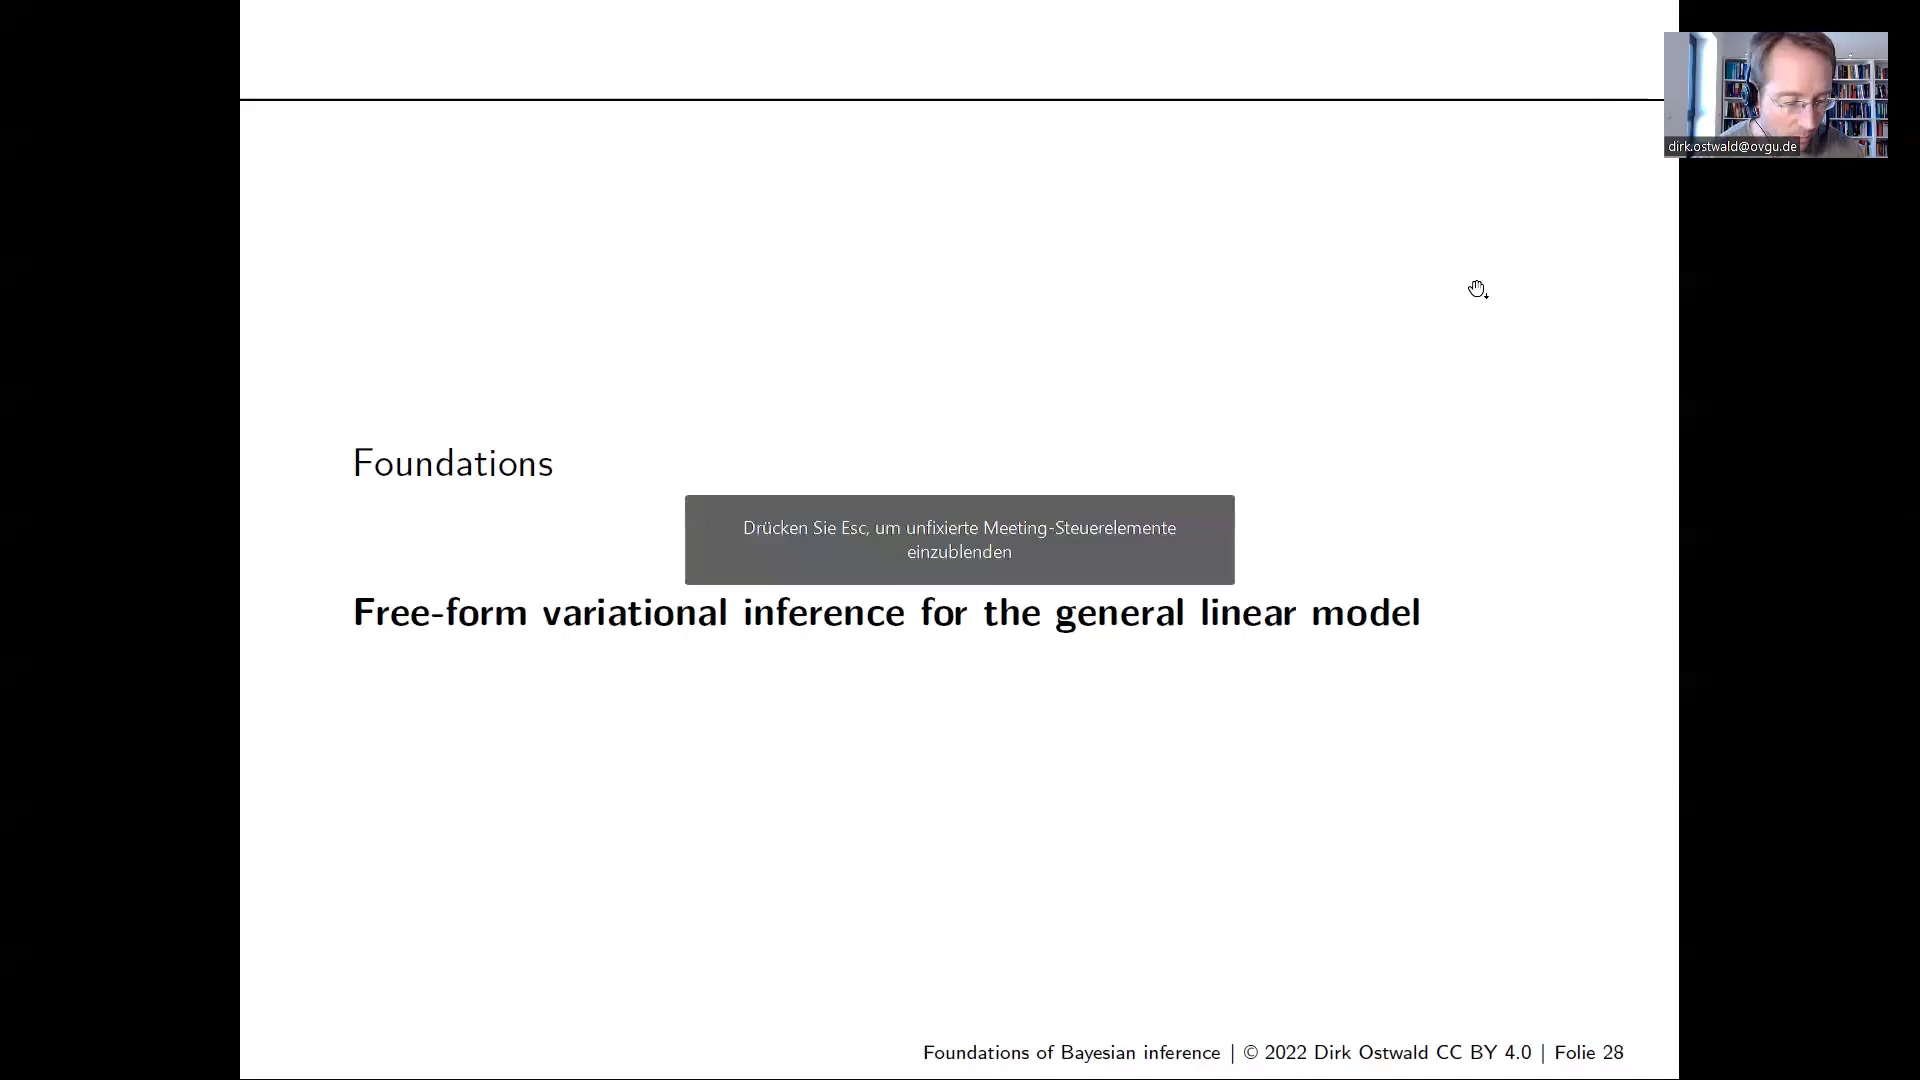 dirk.ostwald@ovgu.de
Foundations
Drücken Sie Esc, um unfixierte Meeting-Steuerelemente
einzublenden
Free-form variational inference for the general linear model
Foundations of Bayesian inference | © 2022 Dirk Ostwald CC BY 4.0 | Folie 28